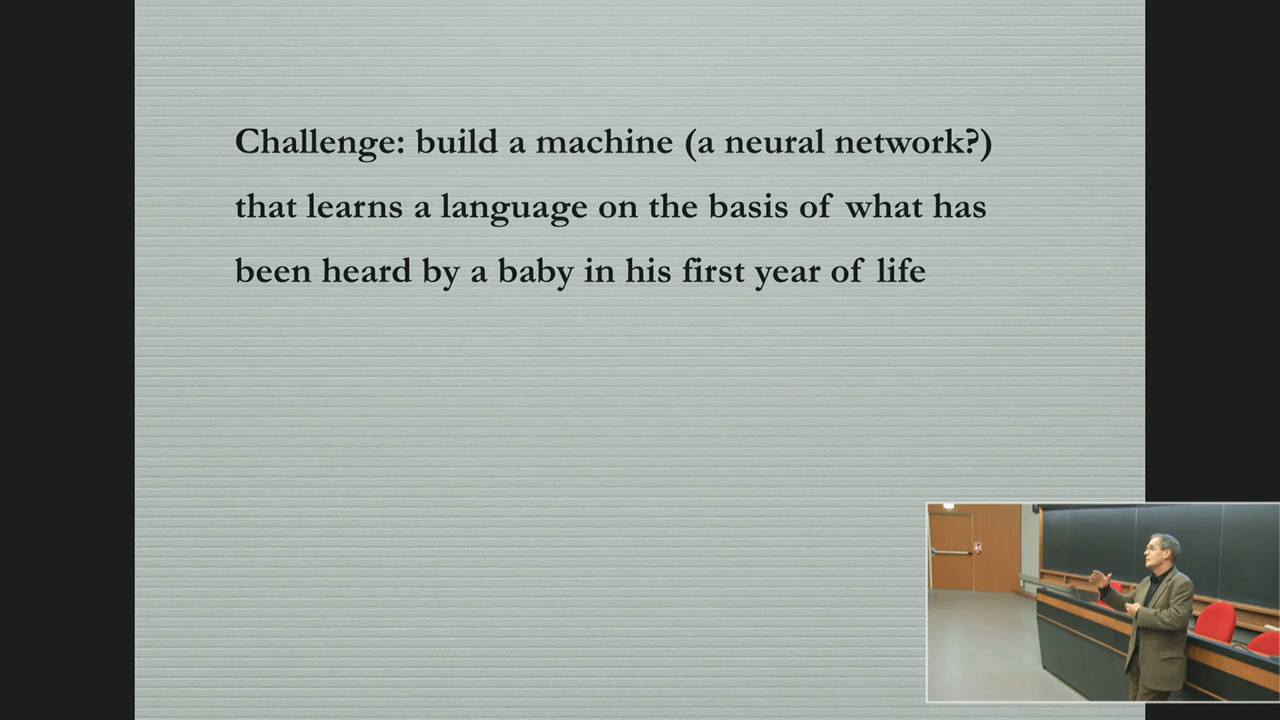 Challenge: build a machine (a neural network?)
that learns a language on the basis of what has
been heard by a baby in his first year of life